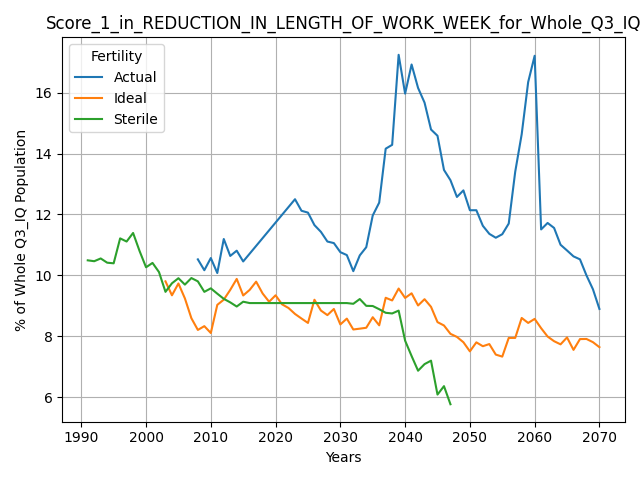 Score_1_in_REDUCTION_IN_LENGTH_OF_WORK_WEEK_for_Whole_Q3_IQ
Fertility
Actual
Ideal
Sterile
% of Whole Q3_IQ Population
16
14
12
10
8
6
1990 2000 2010 2020 2030 2040 2050 2060 2070
Years